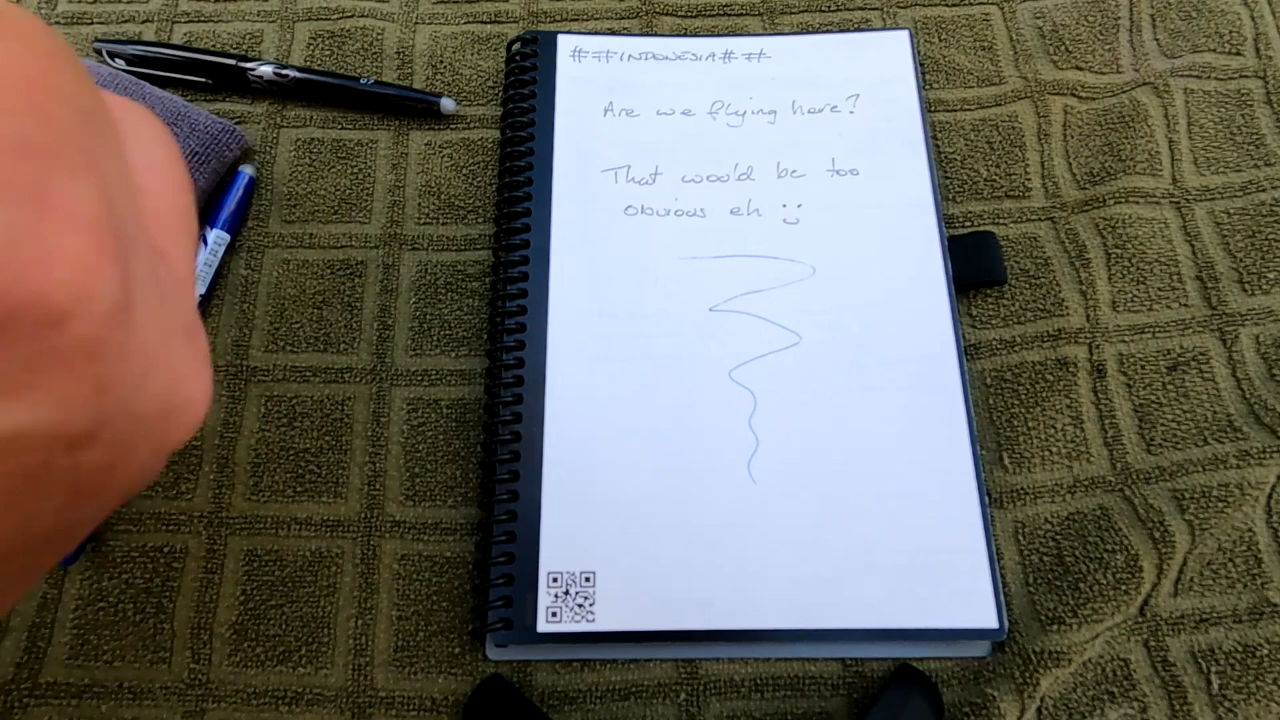 ##INDONESIA##
Are we flying here?
That would be too
obvious eh :)